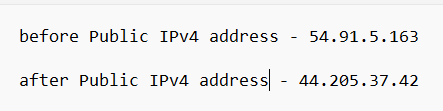 before Public IPv4 address - 54.91.5.163
after Public IPv4 address - 44.205.37.42